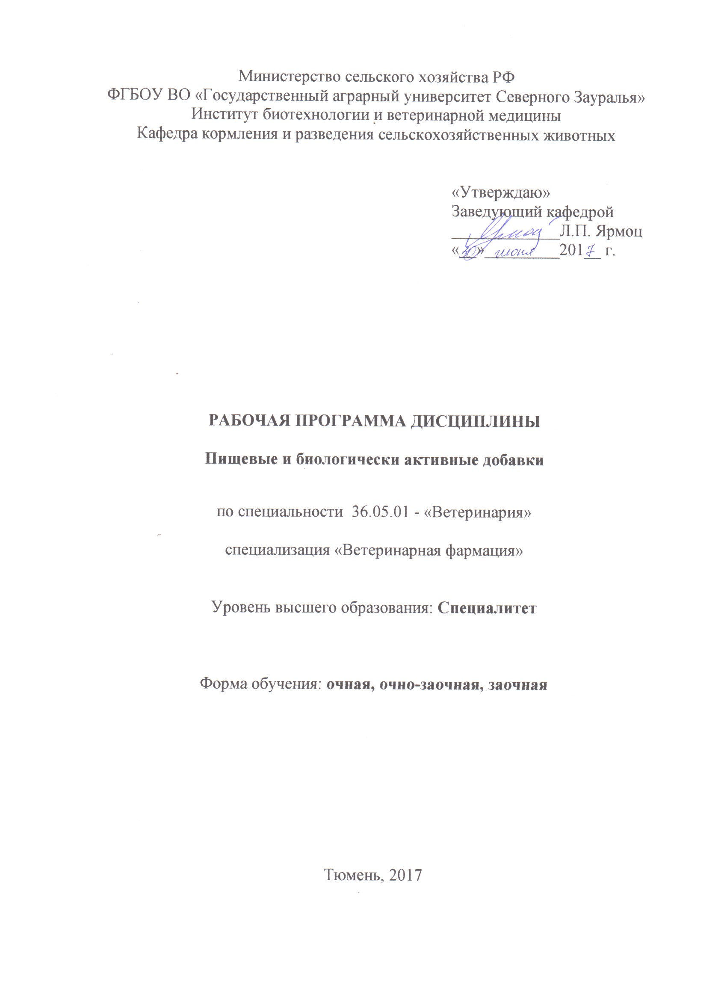 Министерство сельского хозяйства РФ
ФГБОУ ВО «Государственный аграрный университет Северного Зауралья»
Институт биотехнологии и ветеринарной медицины
Кафедра кормления и разведения сельскохозяйственных животных
«Утверждаю»
Заведующий кафедрой
Ярмоц Л.П. Ярмоц
«30» июня 2017 г.
РАБОЧАЯ ПРОГРАММА ДИСЦИПЛИНЫ
Пищевые и биологически активные добавки
по специальности 36.05.01 - «Ветеринария»
специализация «Ветеринарная фармация»
Уровень высшего образования: Специалитет
Форма обучения: очная, очно-заочная, заочная
Тюмень, 2017